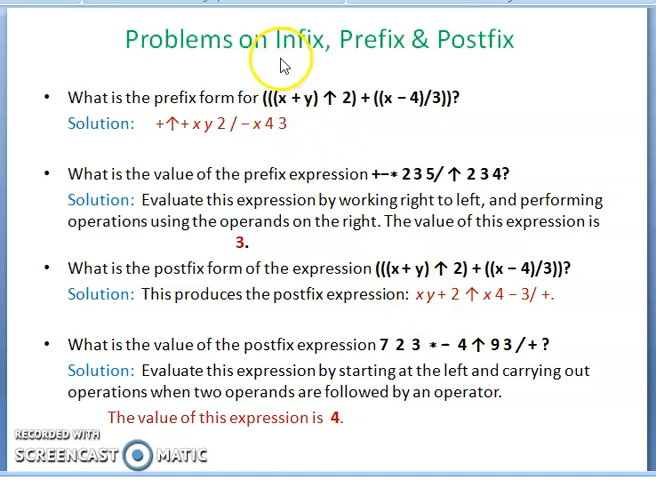 Problems on Infix, Prefix & Postfix
• What is the prefix form for (((x + y) ↑ 2) + ((x − 4)/3))?
Solution: +↑+ x y 2 / − x 4 3
• What is the value of the prefix expression +−* 2 3 5/ ↑ 2 3 4?
Solution: Evaluate this expression by working right to left, and performing
operations using the operands on the right. The value of this expression is
3.
• What is the postfix form of the expression (((x+ y) ↑ 2) + ((x − 4)/3))?
Solution: This produces the postfix expression: x y + 2 ↑ x 4 − 3/ +.
• What is the value of the postfix expression 7 2 3 * − 4 ↑ 9 3 / + ?
Solution: Evaluate this expression by starting at the left and carrying out
operations when two operands are followed by an operator.
The value of this expression is 4.
RECORDED WITH
SCREENCAST MATIC